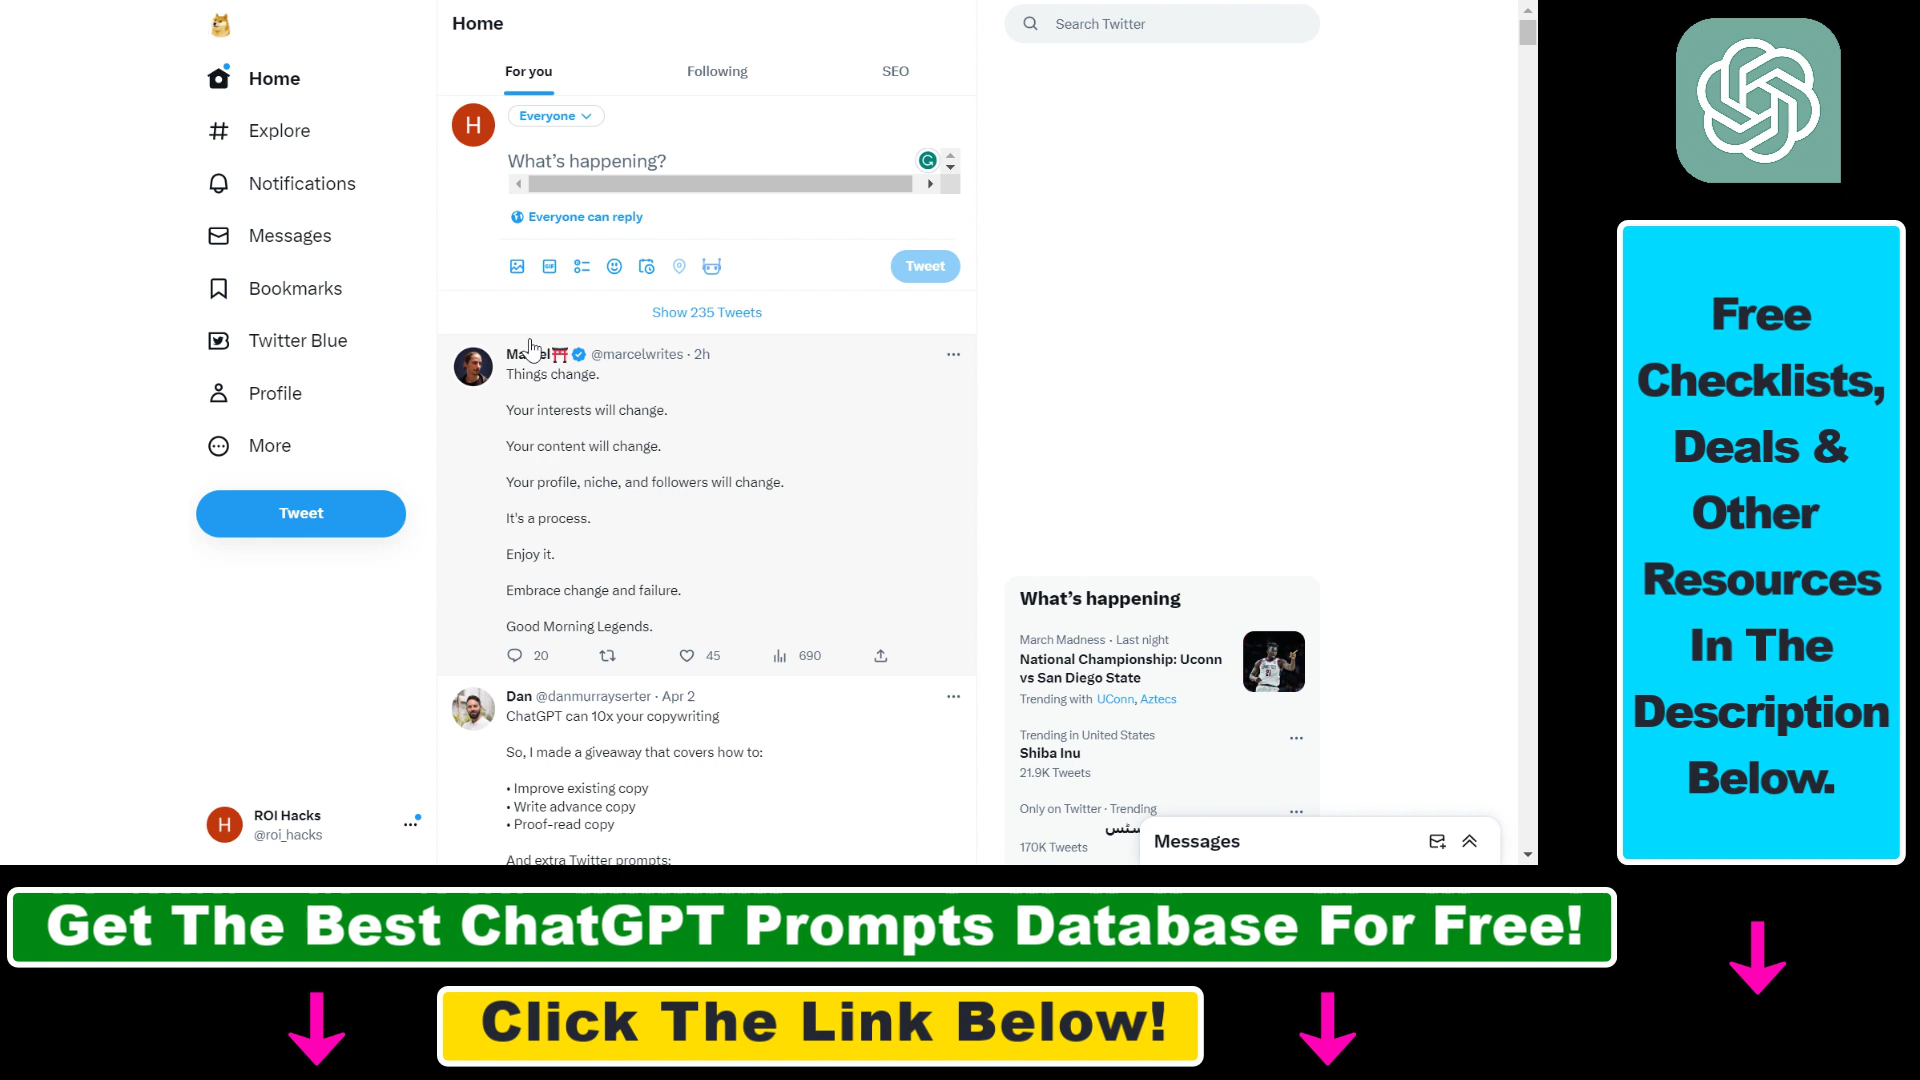 Home
Explore
Notifications
Messages
Bookmarks
Twitter Blue
Profile
More
Tweet
H
ROI Hacks
@roi_hacks
Home
For you
Following
SEO
H
Everyone
What's happening?
Everyone can reply
GIF
Tweet
Show 235 Tweets
@marcelwrites · 2h
Things change.
Your interests will change.
Your content will change.
Your profile, niche, and followers will change.
It's a process.
Enjoy it.
Embrace change and failure.
Good Morning Legends.
20
45
690
Dan @danmurrayserter · Apr 2
ChatGPT can 10x your copywriting
So, I made a giveaway that covers how to:
• Improve existing copy
• Write advance copy
• Proof-read copy
And extra Twitter prompts:
Search Twitter
What's happening
March Madness · Last night
National Championship: Uconn
vs San Diego State
Trending with UConn, Aztecs
Trending in United States
Shiba Inu
21.9K Tweets
Only on Twitter · Trending
170K Tweets
Messages
Free
Checklists,
Deals &
Other
Resources
In The
Description
Below.
Get The Best ChatGPT Prompts Database For Free!
Click The Link Below!